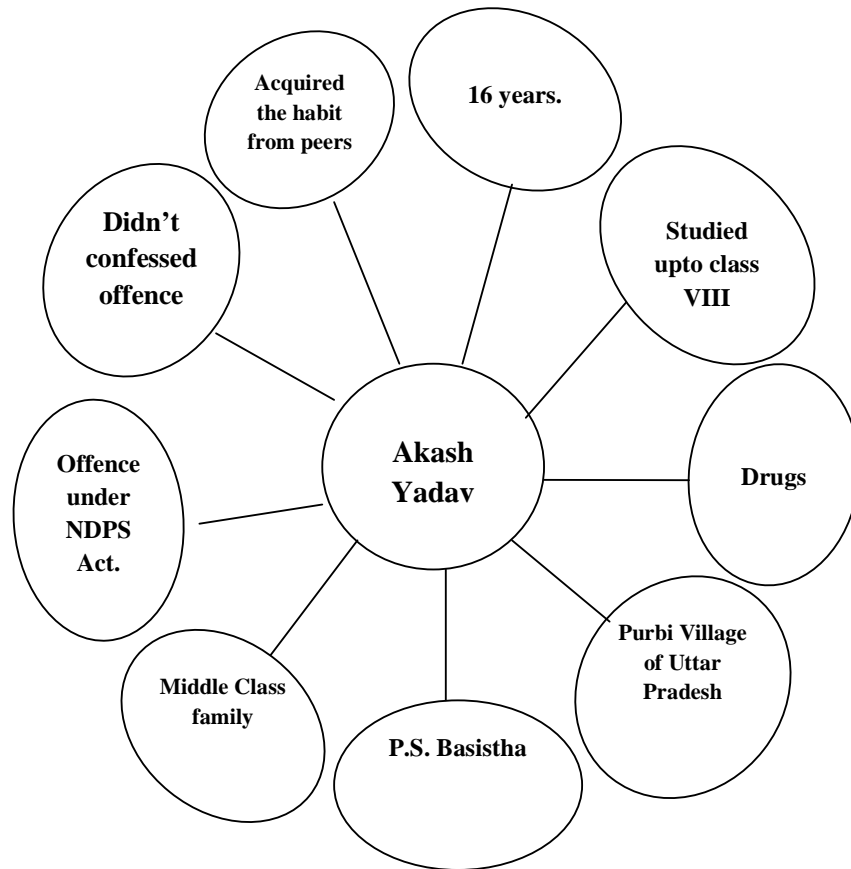 Acquired
the habit
from peers
16 years.
Didn’t
confessed
offence
Studied
upto class
VIII
Akash
Yadav
Offence
under
NDPS
Act.
Drugs
Purbi Village
of Uttar
Pradesh
Middle Class
family
P.S. Basistha